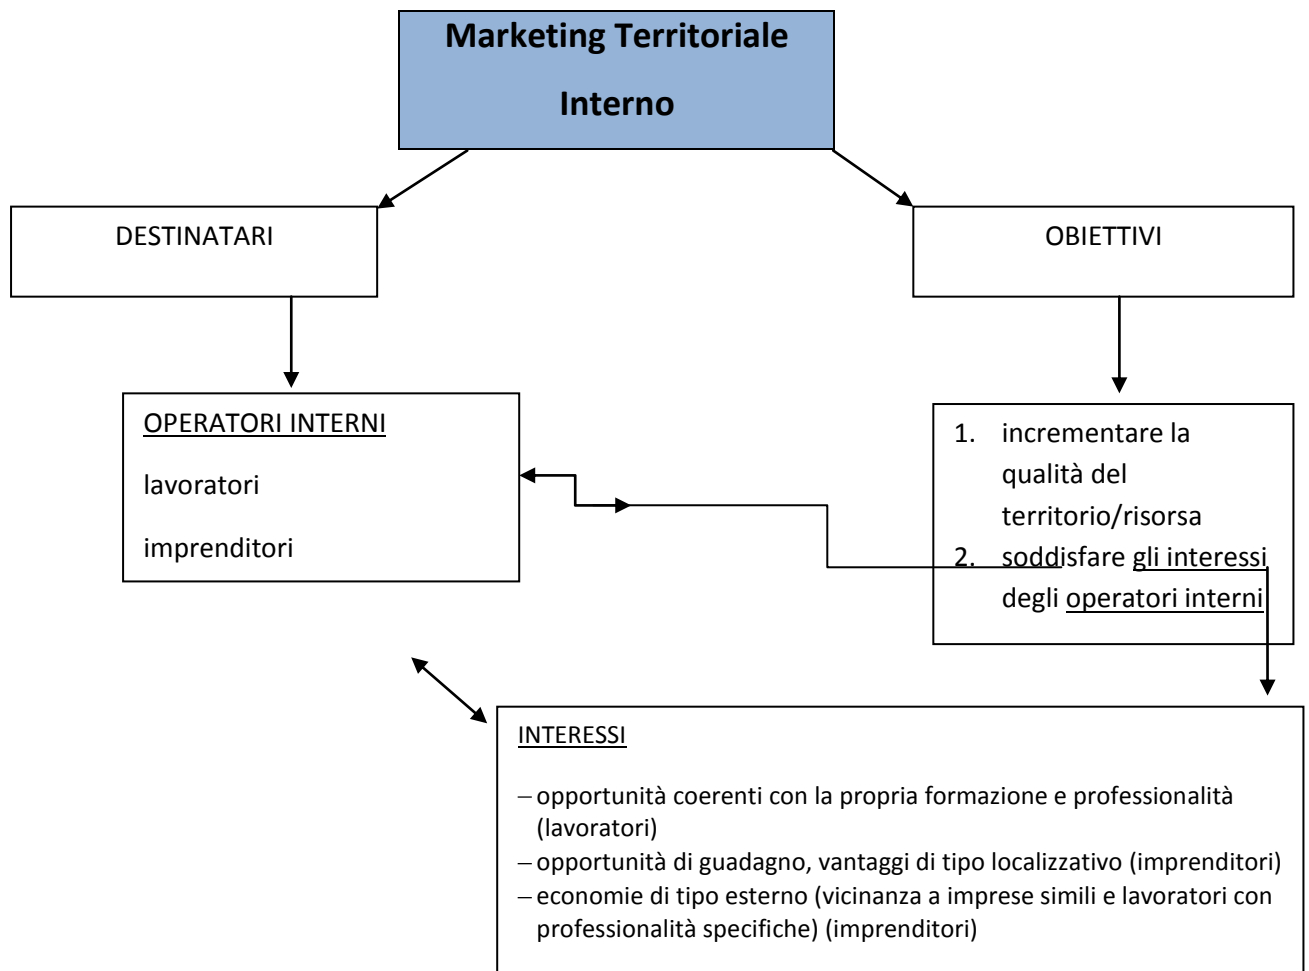 Marketing Territoriale
Interno
DESTINATARI
OBIETTIVI
OPERATORI INTERNI
lavoratori
imprenditori
1. incrementare la
qualità del
territorio/risorsa
2. soddisfare gli interessi
degli operatori interni
INTERESSI
– opportunità coerenti con la propria formazione e professionalità
(lavoratori)
– opportunità di guadagno, vantaggi di tipo localizzativo (imprenditori)
– economie di tipo esterno (vicinanza a imprese simili e lavoratori con
professionalità specifiche) (imprenditori)